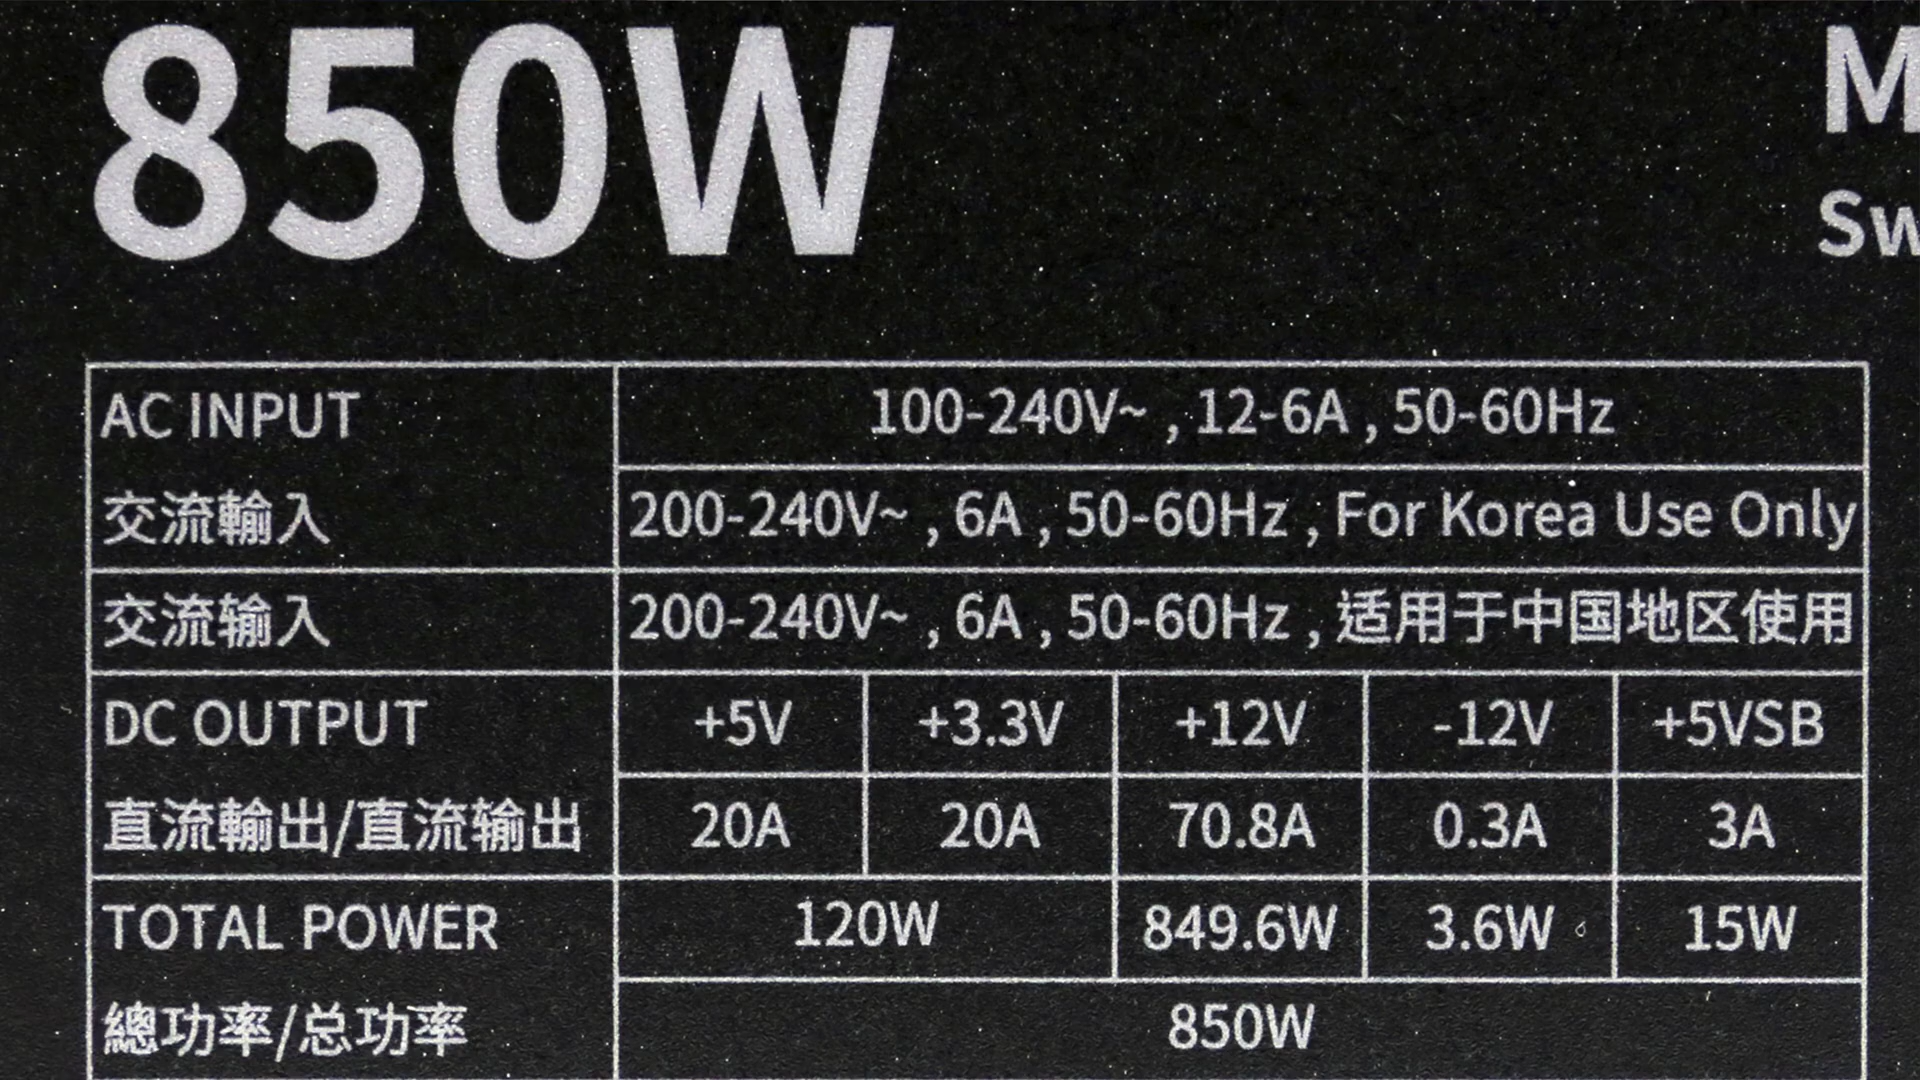 850W
M
Sw
AC INPUT
100-240V~ , 12-6A , 50-60Hz
交流輸入
200-240V~ , 6A , 50-60Hz , For Korea Use Only
交流输入
200-240V~ , 6A , 50-60Hz , 适用于中国地区使用
DC OUTPUT
+5V +3.3V +12V -12V +5VSB
直流輸出/直流输出
20A 20A 70.8A 0.3A 3A
TOTAL POWER
120W 849.6W 3.6W 15W
總功率/总功率
850W